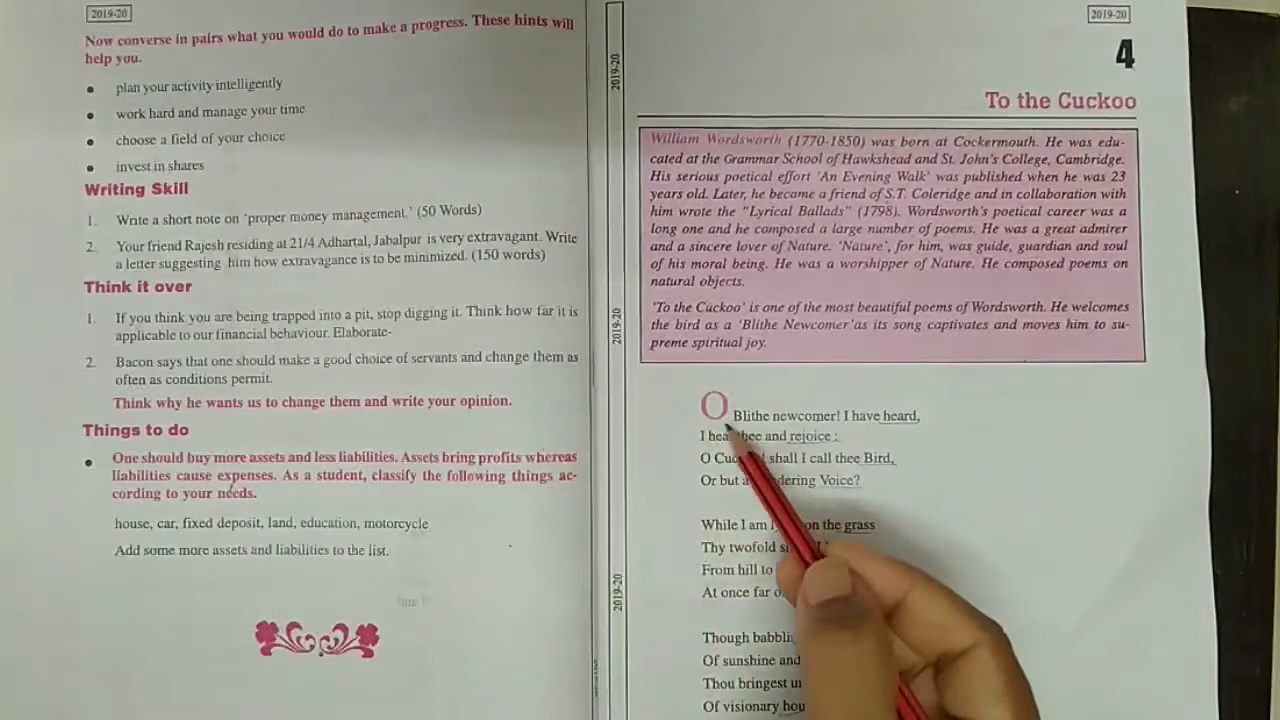 2019-20
Now converse in pairs what you would do to make a progress. These hints will
help you.
• plan your activity intelligently
• work hard and manage your time
• choose a field of your choice
• invest in shares
Writing Skill
1. Write a short note on 'proper money management.' (50 Words)
2. Your friend Rajesh residing at 21/4 Adhartal, Jabalpur is very extravagant. Write
a letter suggesting him how extravagance is to be minimized. (150 words)
Think it over
1. If you think you are being trapped into a pit, stop digging it. Think how far it is
applicable to our financial behaviour. Elaborate-
2. Bacon says that one should make a good choice of servants and change them as
often as conditions permit.
Think why he wants us to change them and write your opinion.
Things to do
• One should buy more assets and less liabilities. Assets bring profits whereas
liabilities cause expenses. As a student, classify the following things ac-
cording to your needs.
house, car, fixed deposit, land, education, motorcycle
Add some more assets and liabilities to the list.
2019-20
2019-20
2019-20
2019-20
4
To the Cuckoo
William Wordsworth (1770-1850) was born at Cockermouth. He was edu-
cated at the Grammar School of Hawkshead and St. John's College, Cambridge.
His serious poetical effort 'An Evening Walk' was published when he was 23
years old. Later, he became a friend of S.T. Coleridge and in collaboration with
him wrote the "Lyrical Ballads" (1798). Wordsworth's poetical career was a
long one and he composed a large number of poems. He was a great admirer
and a sincere lover of Nature. 'Nature', for him, was guide, guardian and soul
of his moral being. He was a worshipper of Nature. He composed poems on
natural objects.
'To the Cuckoo' is one of the most beautiful poems of Wordsworth. He welcomes
the bird as a 'Blithe Newcomer'as its song captivates and moves him to su-
preme spiritual joy.
O Blithe newcomer! I have heard,
I hear thee and rejoice :
O shall I call thee Bird,
Or but a Voice?
While I am on the grass
Thy twofold
From hill to
At once far
Though
Of sunshine and
Thou bringest
Of visionary